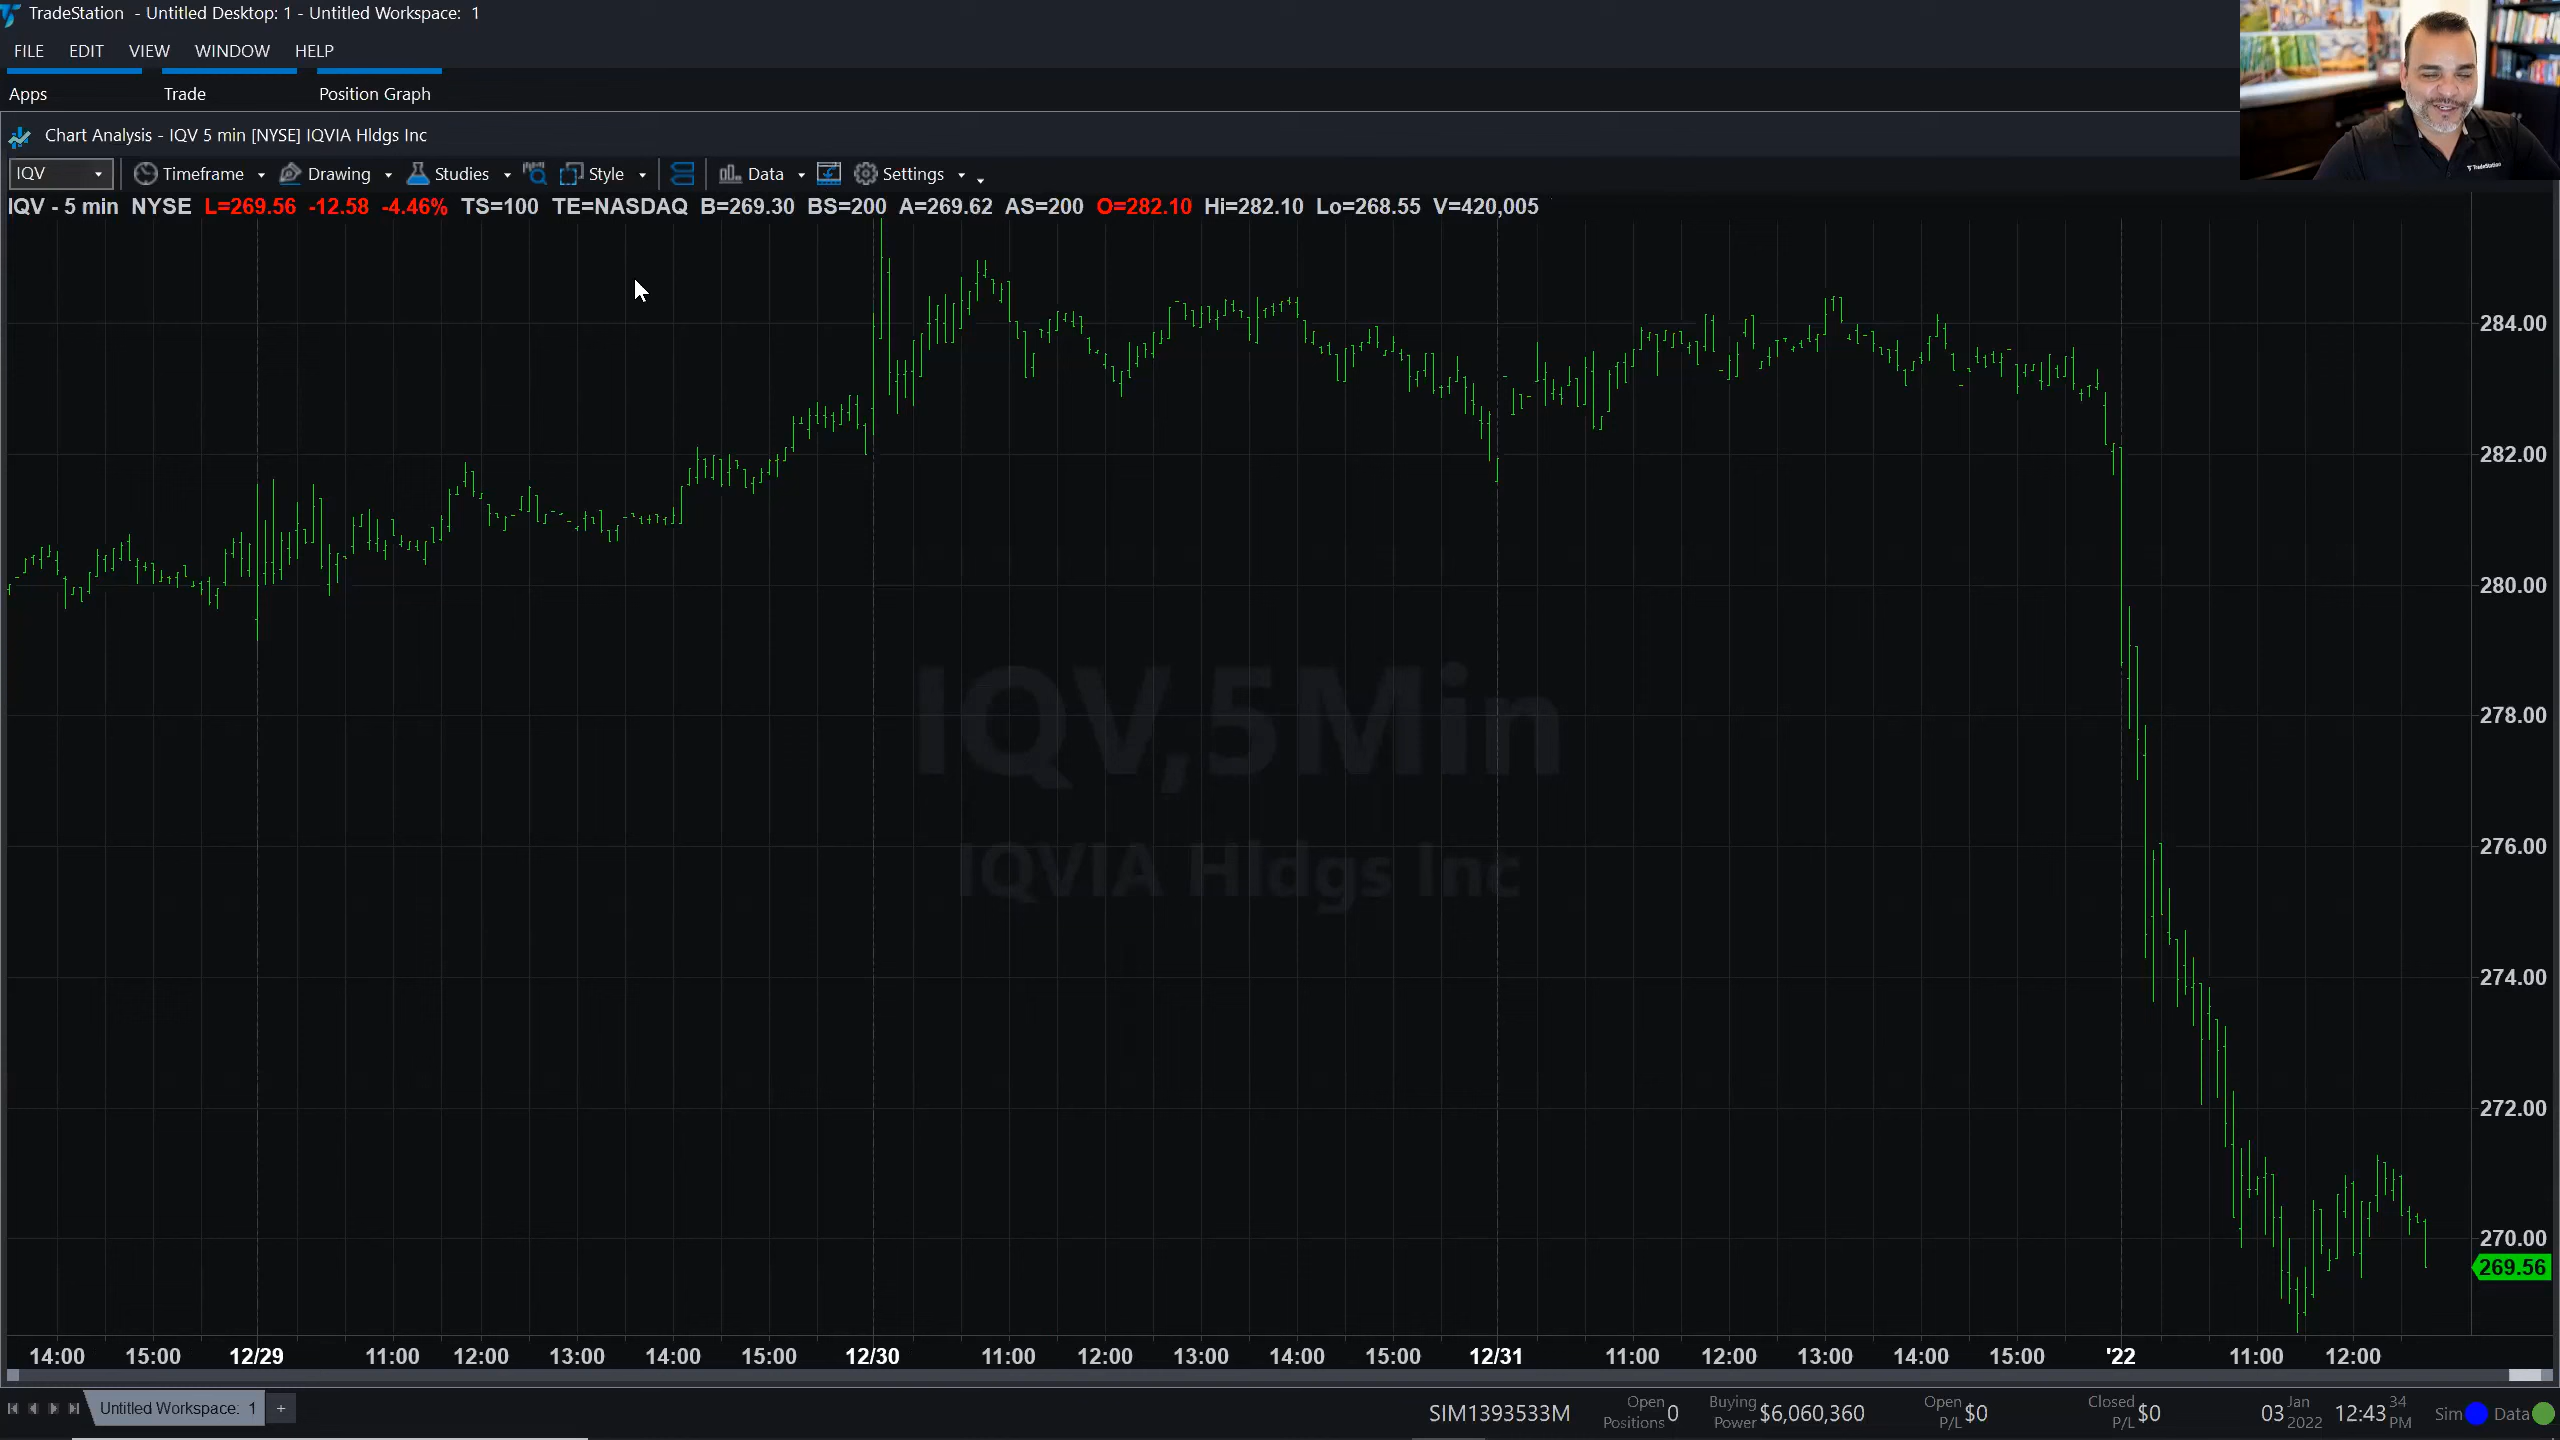 TradeStation - Untitled Desktop: 1 - Untitled Workspace: 1
FILE EDIT VIEW WINDOW HELP
Apps Trade Position Graph
Chart Analysis - IQV 5 min [NYSE] IQVIA Hldgs Inc
IQV Timeframe Drawing Studies Style Data Settings
IQV - 5 min NYSE L=269.56 -12.58 -4.46% TS=100 TE=NASDAQ B=269.30 BS=200 A=269.62 AS=200 O=282.10 Hi=282.10 Lo=268.55 V=420,005
TradeStation
284.00
282.00
280.00
278.00
276.00
274.00
272.00
270.00
269.56
IQV,5Min
IQVIA Hldgs Inc
14:00 15:00 12/29 11:00 12:00 13:00 14:00 15:00 12/30 11:00 12:00 13:00 14:00 15:00 12/31 11:00 12:00 13:00 14:00 15:00 '22 11:00 12:00
Untitled Workspace: 1 +
SIM1393533M Open Positions 0 Buying Power $6,060,360 Open P/L $0 Closed P/L $0 03 Jan 2022 12:43 34 PM Sim Data